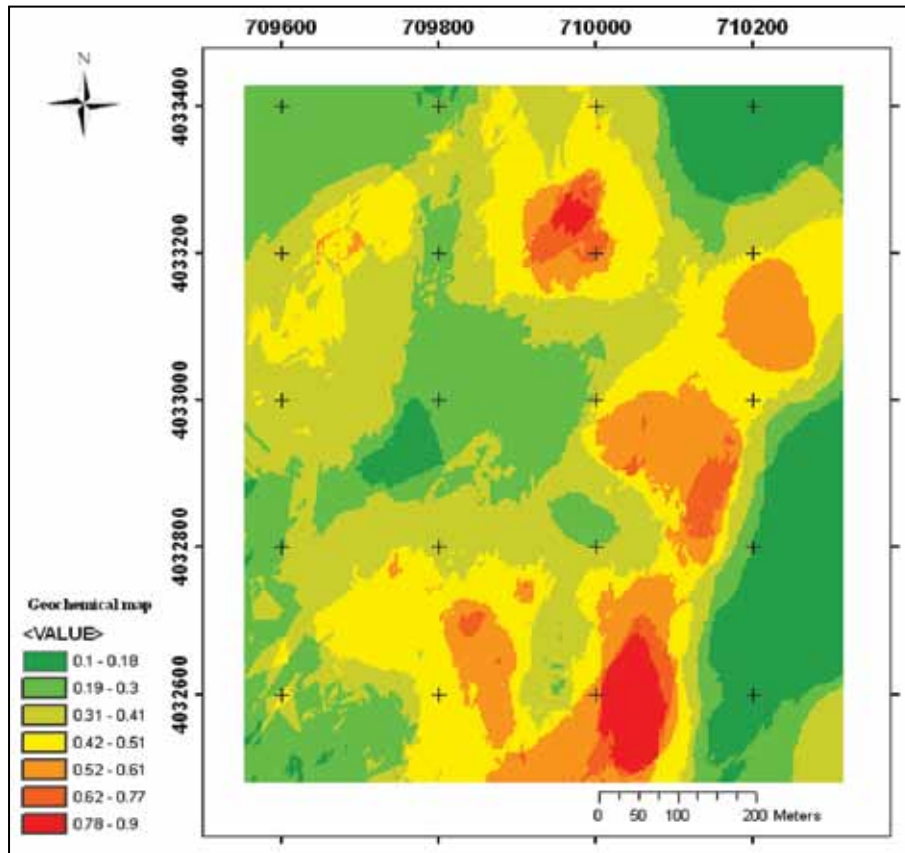 709600 709800 710000 710200
N
4033400
4033200
4033000
4032800
4032600
Geochemical map
<VALUE>
0.1 - 0.18
0.19 - 0.3
0.31 - 0.41
0.42 - 0.51
0.52 - 0.61
0.62 - 0.77
0.78 - 0.9
0 50 100 200 Meters